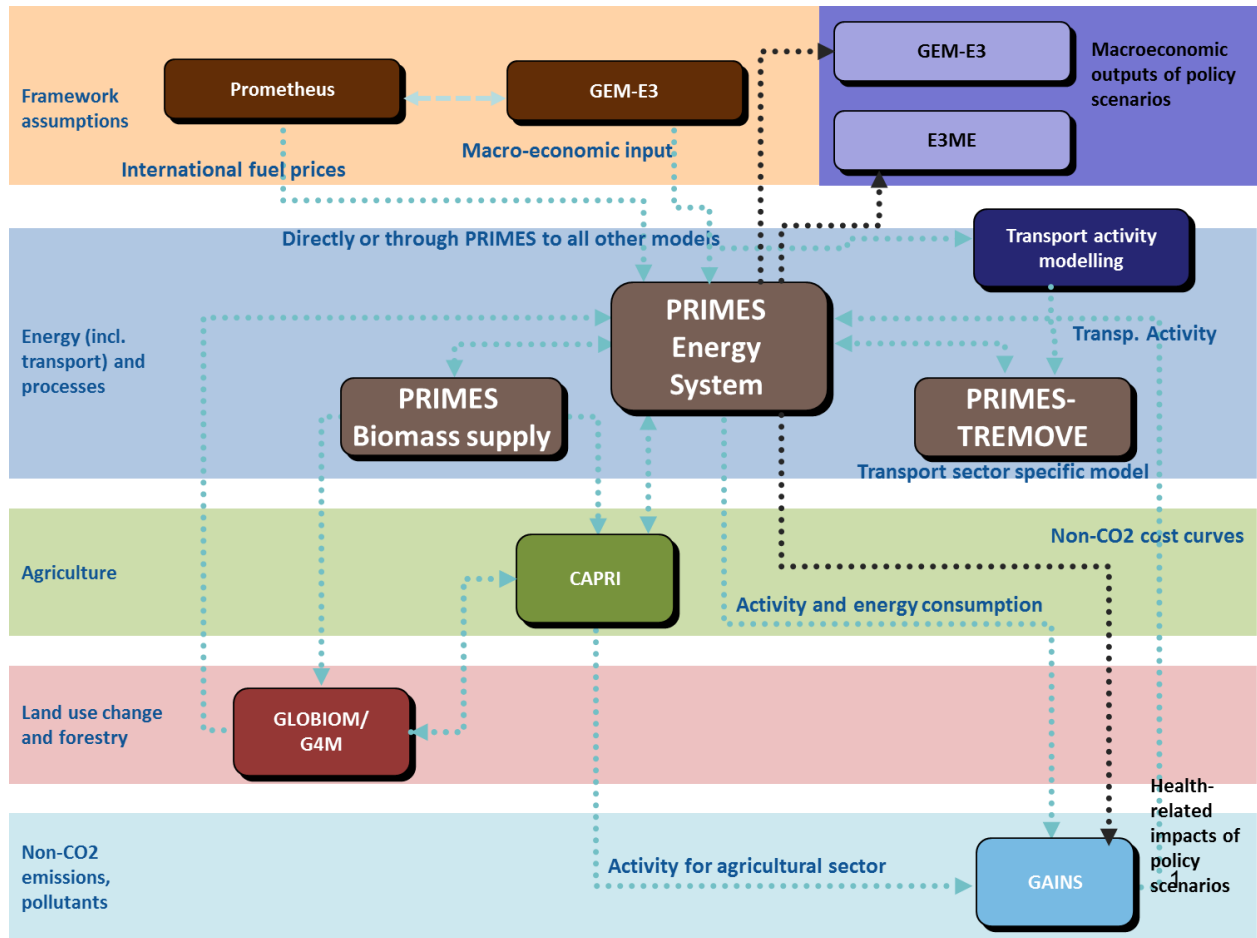 Framework
assumptions
Prometheus
GEM-E3
International fuel prices
Macro-economic input
GEM-E3
E3ME
Macroeconomic
outputs of policy
scenarios
Directly or through PRIMES to all other models
Transport activity
modelling
Energy (incl.
transport) and
processes
PRIMES
Energy
System
Transp. Activity
PRIMES
Biomass supply
PRIMES-
TREMOVE
Transport sector specific model
Agriculture
CAPRI
Non-CO2 cost curves
Activity and energy consumption
Land use change
and forestry
GLOBIOM/
G4M
Non-CO2
emissions,
pollutants
Activity for agricultural sector
GAINS
Health-
related
impacts of
policy
scenarios
1